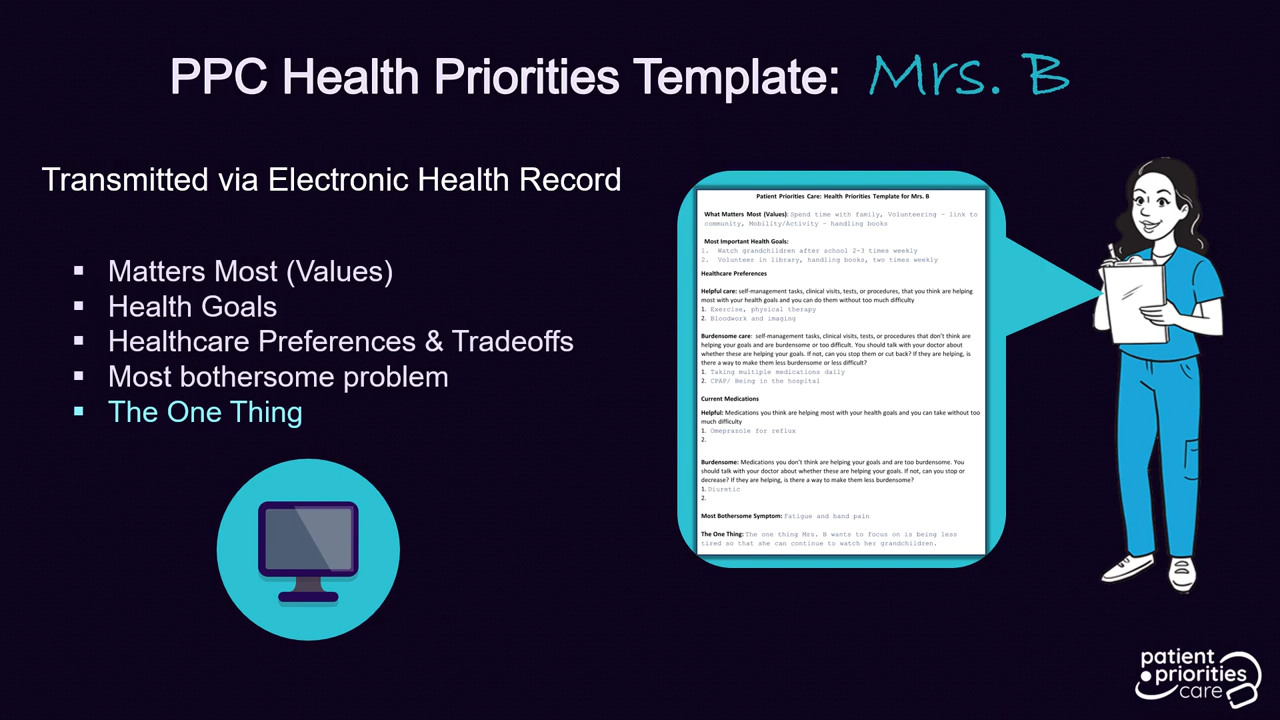 PPC Health Priorities Template: Mrs. B
Transmitted via Electronic Health Record
▪ Matters Most (Values)
▪ Health Goals
▪ Healthcare Preferences & Tradeoffs
▪ Most bothersome problem
▪ The One Thing
Patient Priorities Care: Health Priorities Template for Mrs. B
What Matters Most (Values): Spend time with family, Volunteering - link to
community, Mobility/Activity - handling books
Most Important Health Goals:
1. Watch grandchildren after school 2-3 times weekly
2. Volunteer in library, handling books, two times weekly
Healthcare Preferences
Helpful care: self-management tasks, clinical visits, tests, or procedures, that you think are helping
most with your health goals and you can do them without too much difficulty
1. Exercise, physical therapy
2. Bloodwork and imaging
Burdensome care: self-management tasks, clinical visits, tests, or procedures that don't think are
helping your goals and are burdensome or too difficult. You should talk with your doctor about
whether these are helping your goals. If not, can you stop them or cut back? If they are helping, is
there a way to make them less burdensome or less difficult?
1. Taking multiple medications daily
2. CPAP/ Being in the hospital
Current Medications
Helpful: Medications you think are helping most with your health goals and you can take without too
much difficulty
1. Omeprazole for reflux
2.
Burdensome: Medications you don't think are helping your goals and are too burdensome. You
should talk with your doctor about whether these are helping your goals. If not, can you stop or
decrease? If they are helping, is there a way to make them less burdensome?
1. Diuretic
2.
Most Bothersome Symptom: Fatigue and hand pain
The One Thing: The one thing Mrs. B wants to focus on is being less
tired so that she can continue to watch her grandchildren.
patient
priorities
care